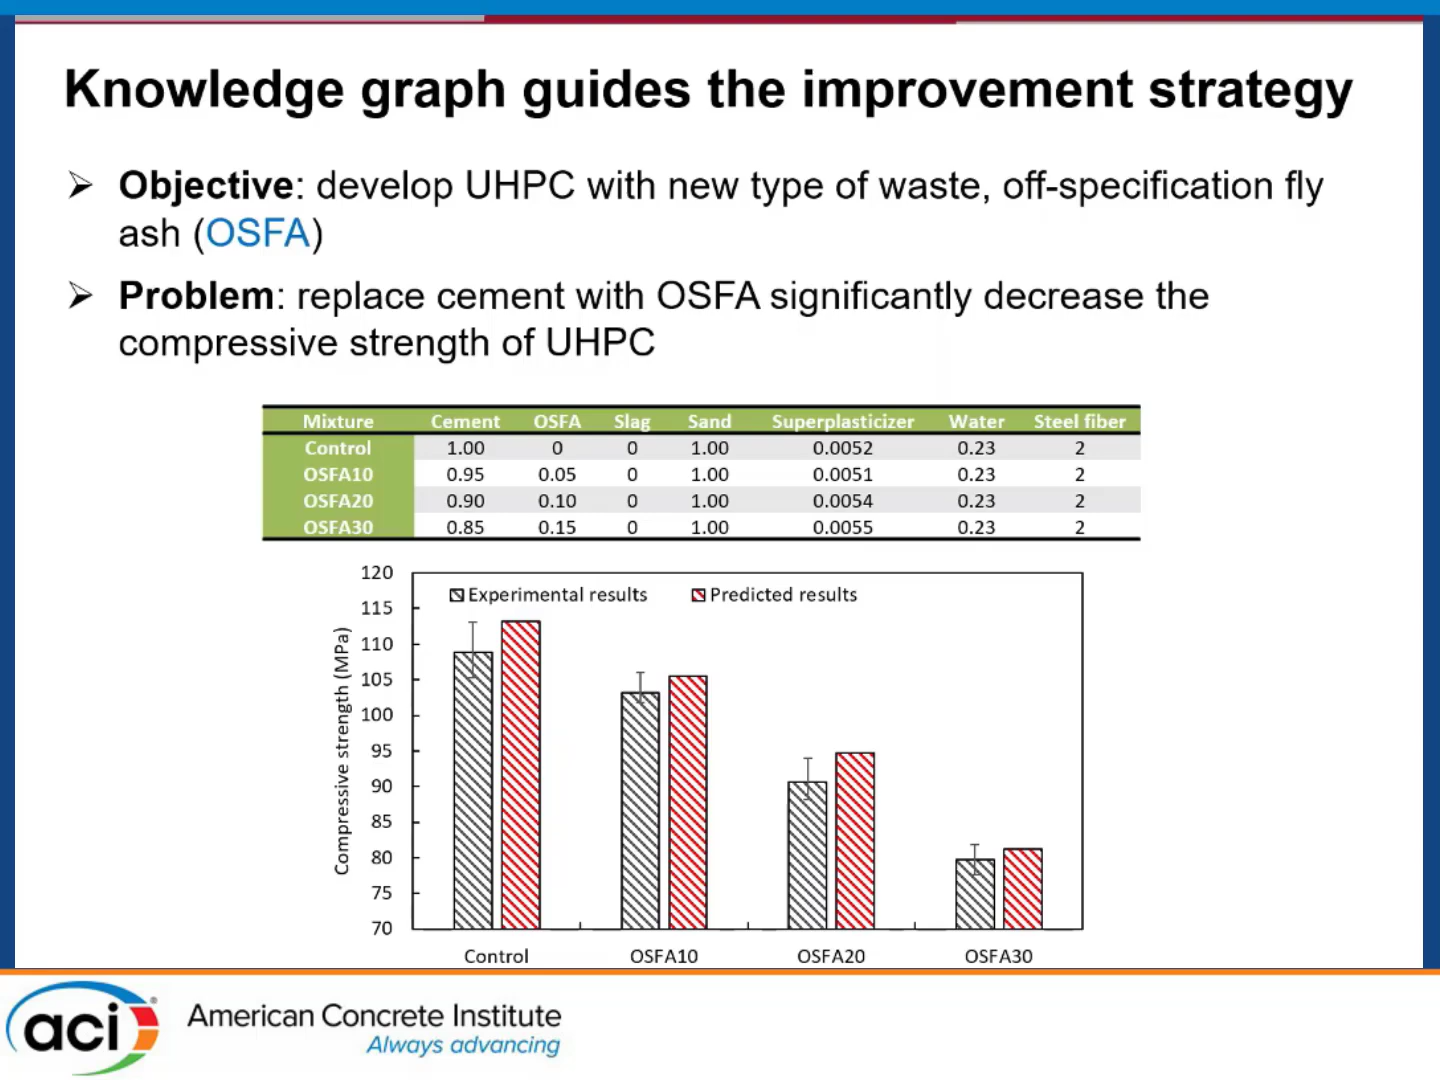 Knowledge graph guides the improvement strategy
➢ Objective: develop UHPC with new type of waste, off-specification fly
ash (OSFA)
➢ Problem: replace cement with OSFA significantly decrease the
compressive strength of UHPC
Mixture Cement OSFA Slag Sand Superplasticizer Water Steel fiber
Control 1.00 0 0 1.00 0.0052 0.23 2
OSFA10 0.95 0.05 0 1.00 0.0051 0.23 2
OSFA20 0.90 0.10 0 1.00 0.0054 0.23 2
OSFA30 0.85 0.15 0 1.00 0.0055 0.23 2
Experimental results Predicted results
Compressive strength (MPa)
120
115
110
105
100
95
90
85
80
75
70
Control OSFA10 OSFA20 OSFA30
aci® American Concrete Institute
Always advancing